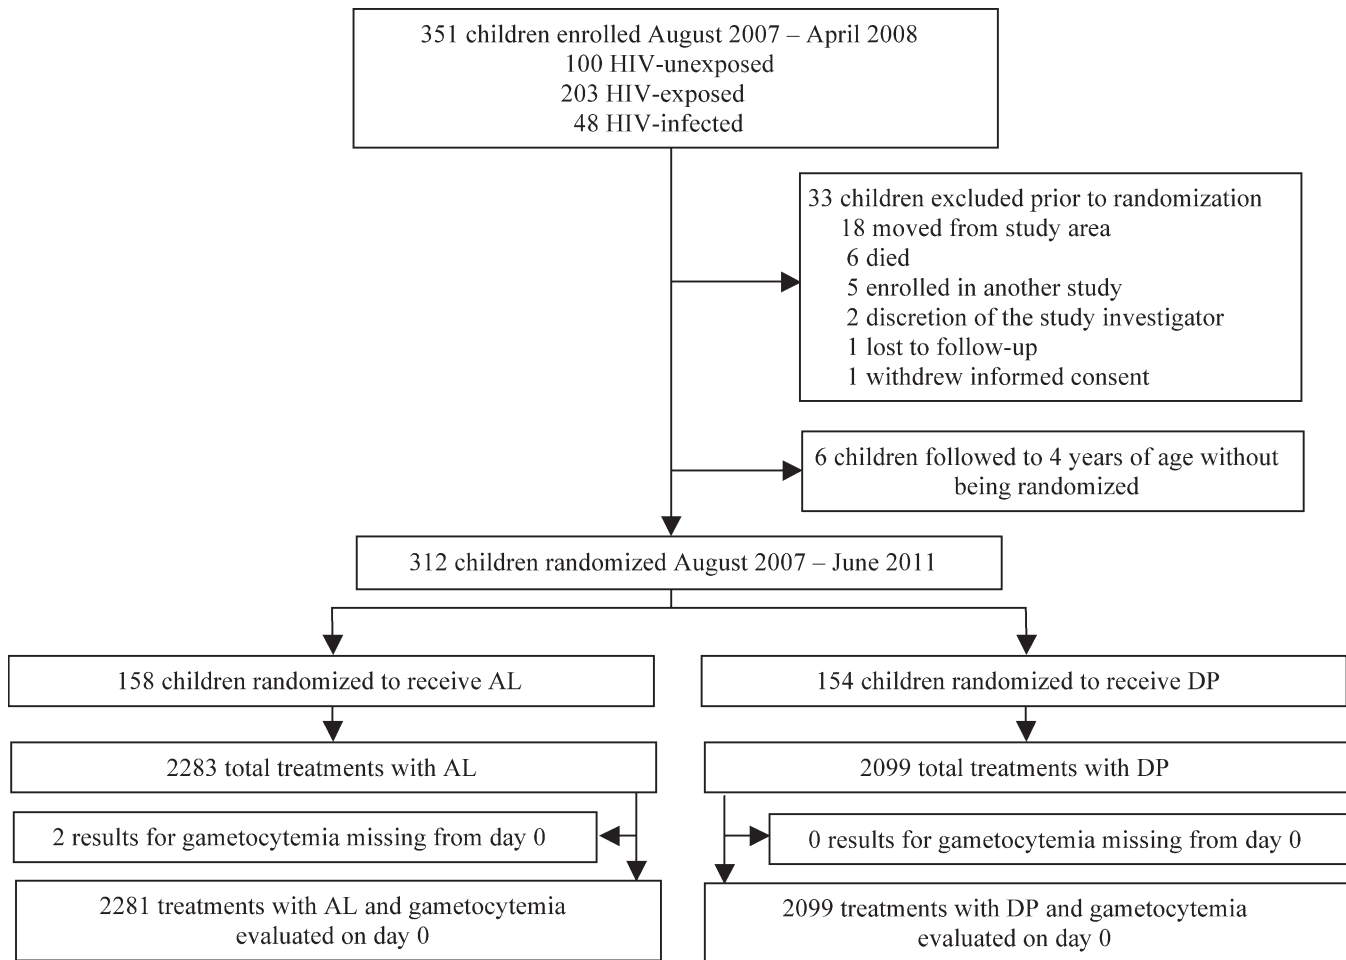 351 children enrolled August 2007 – April 2008
100 HIV-unexposed
203 HIV-exposed
48 HIV-infected
33 children excluded prior to randomization
18 moved from study area
6 died
5 enrolled in another study
2 discretion of the study investigator
1 lost to follow-up
1 withdrew informed consent
6 children followed to 4 years of age without
being randomized
312 children randomized August 2007 – June 2011
158 children randomized to receive AL
154 children randomized to receive DP
2283 total treatments with AL
2099 total treatments with DP
2 results for gametocytemia missing from day 0
0 results for gametocytemia missing from day 0
2281 treatments with AL and gametocytemia
evaluated on day 0
2099 treatments with DP and gametocytemia
evaluated on day 0